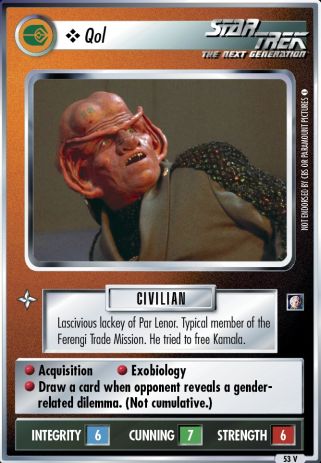 ❖ Qol
STAR TREK
THE NEXT GENERATION
NOT ENDORSED BY CBS OR PARAMOUNT PICTURES
CIVILIAN
Lascivious lackey of Par Lenor. Typical member of the
Ferengi Trade Mission. He tried to free Kamala.
● Acquisition ● Exobiology
● Draw a card when opponent reveals a gender-
related dilemma. (Not cumulative.)
INTEGRITY 6 CUNNING 7 STRENGTH 6
53 V